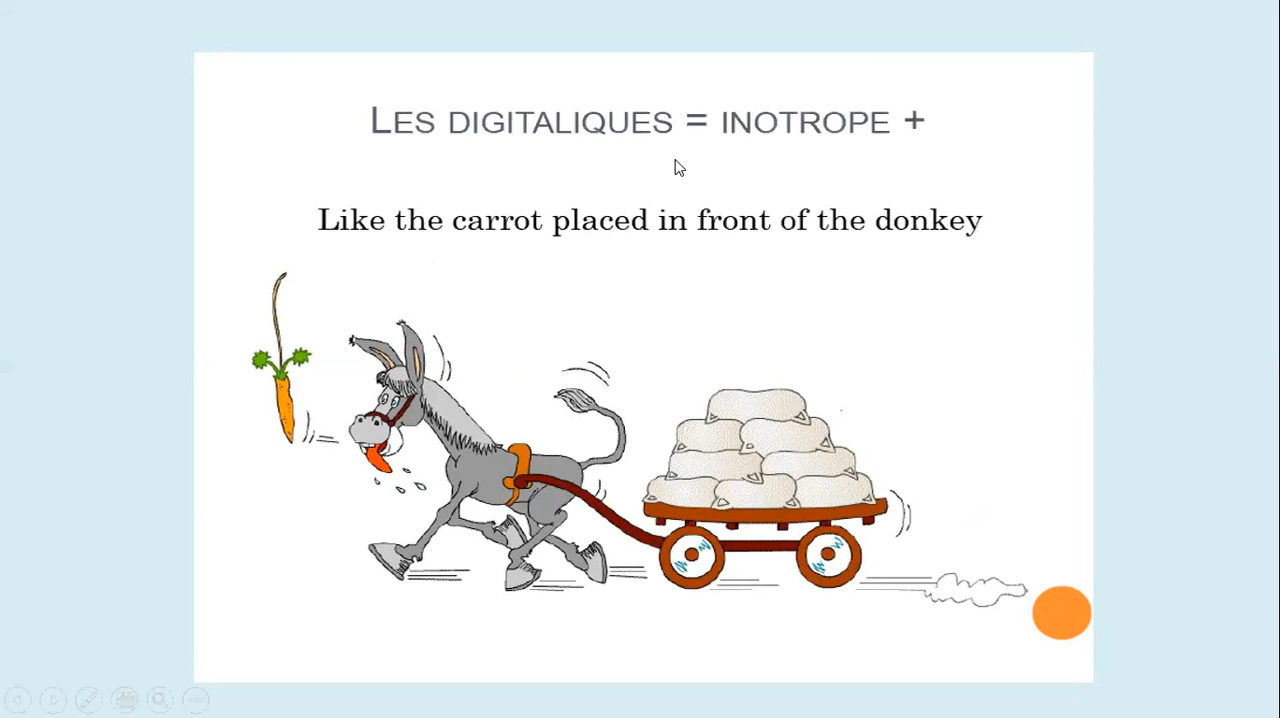 Les digitaliques = inotrope +
Like the carrot placed in front of the donkey